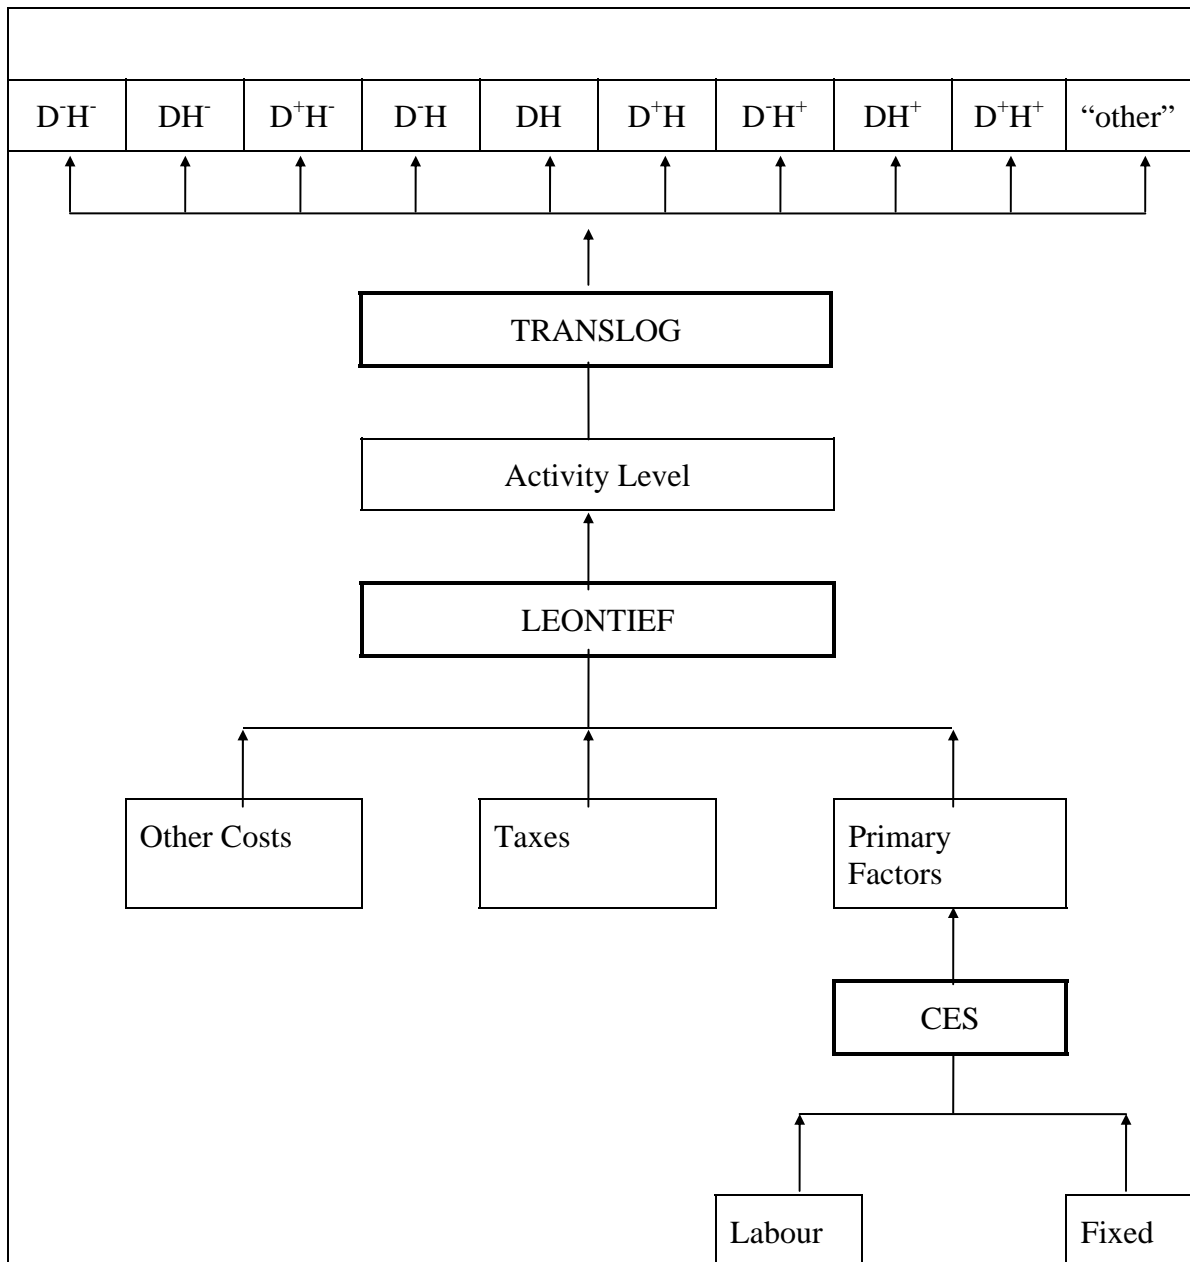 D⁻H⁻ DH⁻ D⁺H⁻ D⁻H DH D⁺H D⁻H⁺ DH⁺ D⁺H⁺ “other”
TRANSLOG
Activity Level
LEONTIEF
Other Costs Taxes Primary
Factors
CES
Labour Fixed